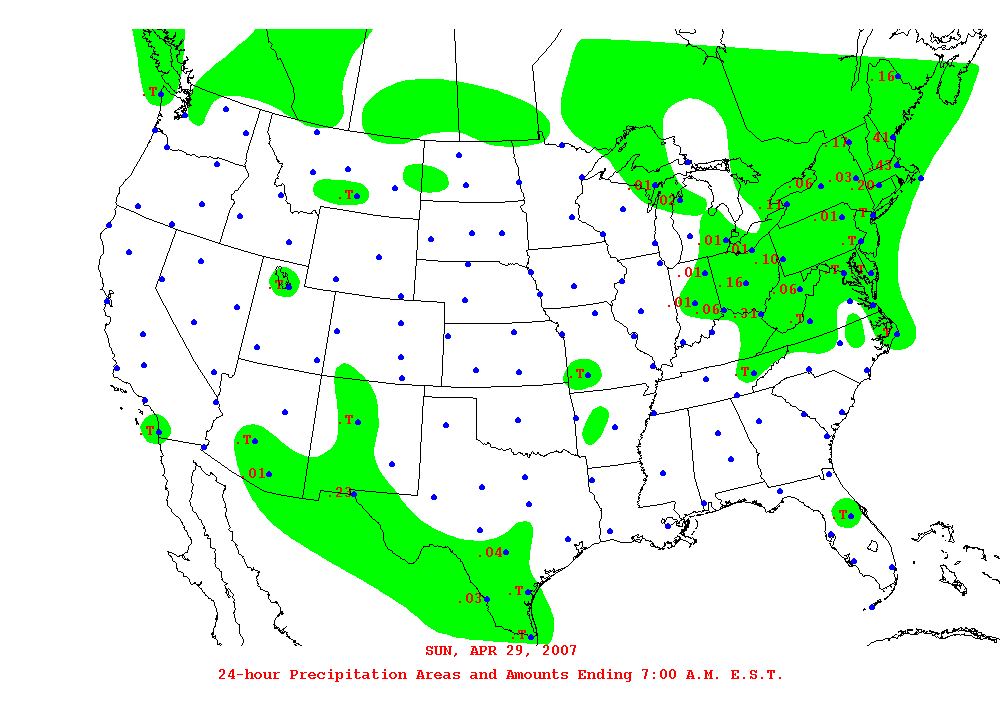 .16
.T
.41
.17
.43
.03 .20
.01 .06
.T
.02 .11
.01 .T
.01 .T
.01
.10
.01 .T .T
.16
.T
.06
.01
.06 .31
.T
.T
.T
.T
.T
.T
.T
.01
.23
.T
.04
.T
.03
.T
SUN, APR 29, 2007
24-hour Precipitation Areas and Amounts Ending 7:00 A.M. E.S.T.